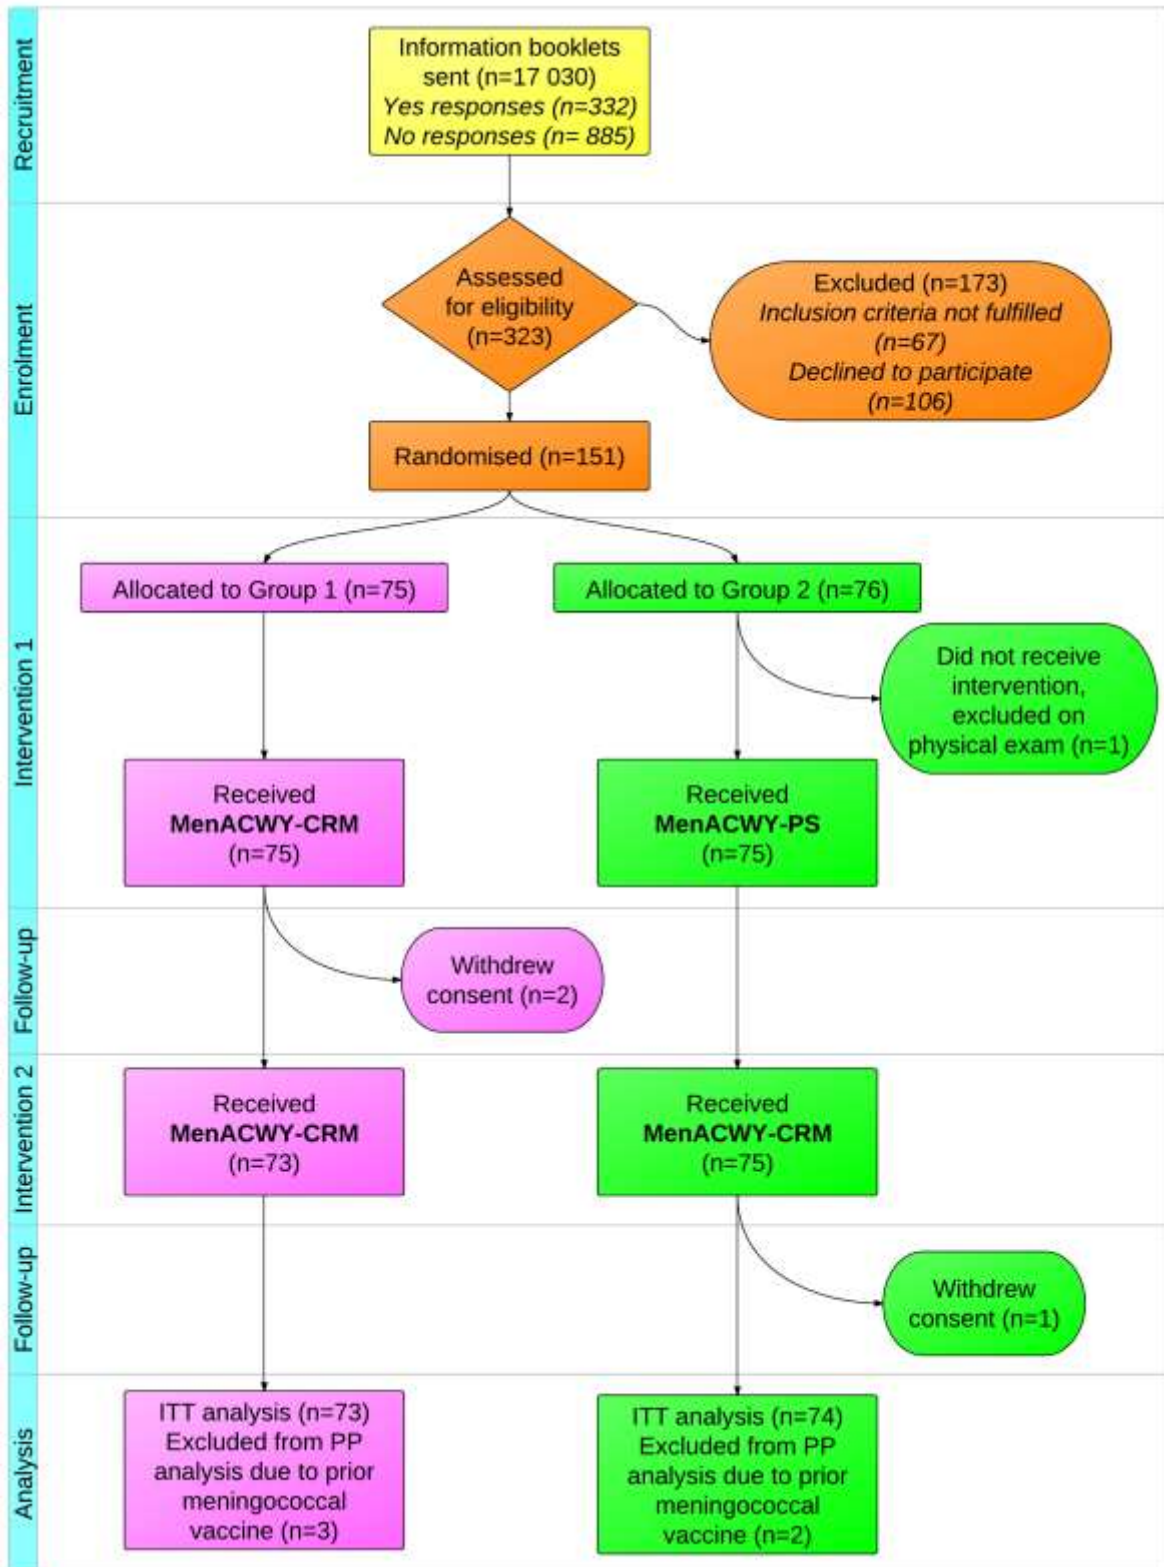 Recruitment
Information booklets
sent (n=17 030)
Yes responses (n=332)
No responses (n= 885)
Enrolment
Assessed
for eligibility
(n=323)
Excluded (n=173)
Inclusion criteria not fulfilled
(n=67)
Declined to participate
(n=106)
Randomised (n=151)
Intervention 1
Allocated to Group 1 (n=75)
Allocated to Group 2 (n=76)
Did not receive
intervention,
excluded on
physical exam (n=1)
Received
MenACWY-CRM
(n=75)
Received
MenACWY-PS
(n=75)
Follow-up
Withdrew
consent (n=2)
Intervention 2
Received
MenACWY-CRM
(n=73)
Received
MenACWY-CRM
(n=75)
Follow-up
Withdrew
consent (n=1)
Analysis
ITT analysis (n=73)
Excluded from PP
analysis due to prior
meningococcal
vaccine (n=3)
ITT analysis (n=74)
Excluded from PP
analysis due to prior
meningococcal
vaccine (n=2)